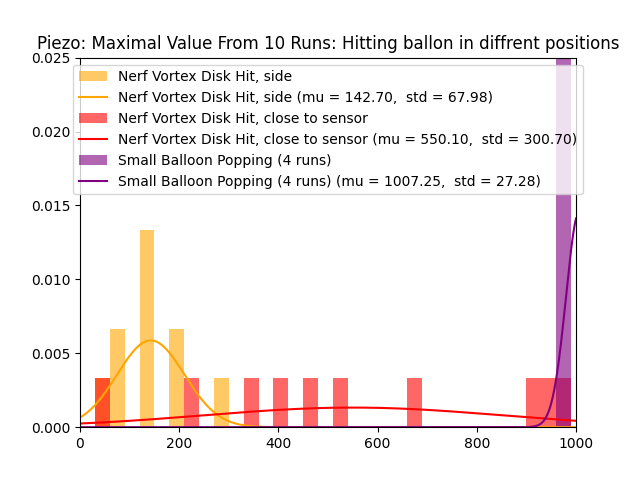 Piezo: Maximal Value From 10 Runs: Hitting ballon in diffrent positions
0.025
0.020
0.015
0.010
0.005
0.000
Nerf Vortex Disk Hit, side
Nerf Vortex Disk Hit, side (mu = 142.70,  std = 67.98)
Nerf Vortex Disk Hit, close to sensor
Nerf Vortex Disk Hit, close to sensor (mu = 550.10,  std = 300.70)
Small Balloon Popping (4 runs)
Small Balloon Popping (4 runs) (mu = 1007.25,  std = 27.28)
0 200 400 600 800 1000